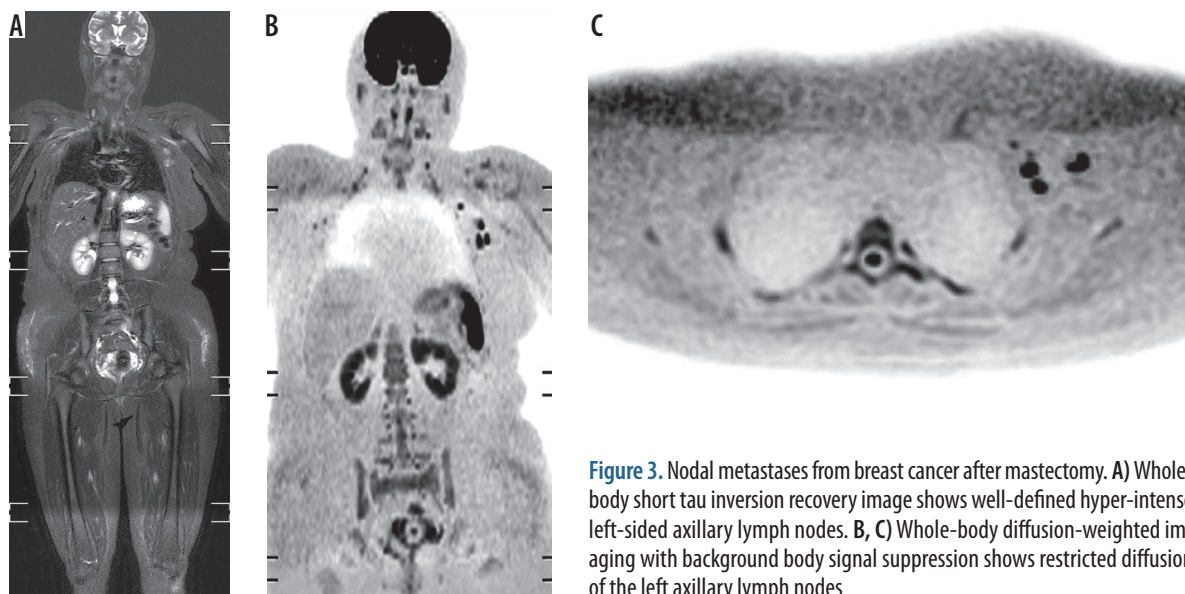 A
B
C
Figure 3. Nodal metastases from breast cancer after mastectomy. A) Whole-
body short tau inversion recovery image shows well-defined hyper-intense
left-sided axillary lymph nodes. B, C) Whole-body diffusion-weighted im-
aging with background body signal suppression shows restricted diffusion
of the left axillary lymph nodes